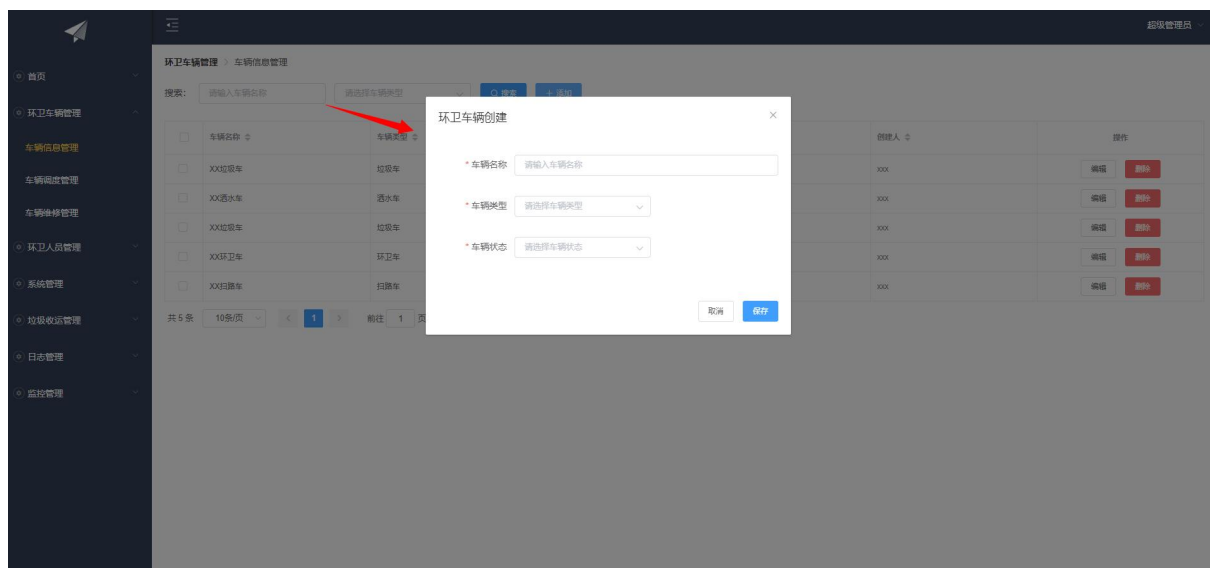 超级管理员
首页
环卫车辆管理
车辆信息管理
车辆调度管理
车辆维修管理
环卫人员管理
系统管理
垃圾收运管理
日志管理
监控管理
环卫车辆管理 > 车辆信息管理
搜索: 请输入车辆名称 请选择车辆类型 搜索 + 添加
车辆名称 车辆类型 创建人 操作
XX垃圾车 垃圾车 xxx 编辑 删除
XX洒水车 洒水车 xxx 编辑 删除
XX垃圾车 垃圾车 xxx 编辑 删除
XX环卫车 环卫车 xxx 编辑 删除
XX扫路车 扫路车 xxx 编辑 删除
共 5 条 10条/页 < 1 > 前往 1 页
环卫车辆创建 ×
* 车辆名称 请输入车辆名称
* 车辆类型 请选择车辆类型
* 车辆状态 请选择车辆状态
取消 保存